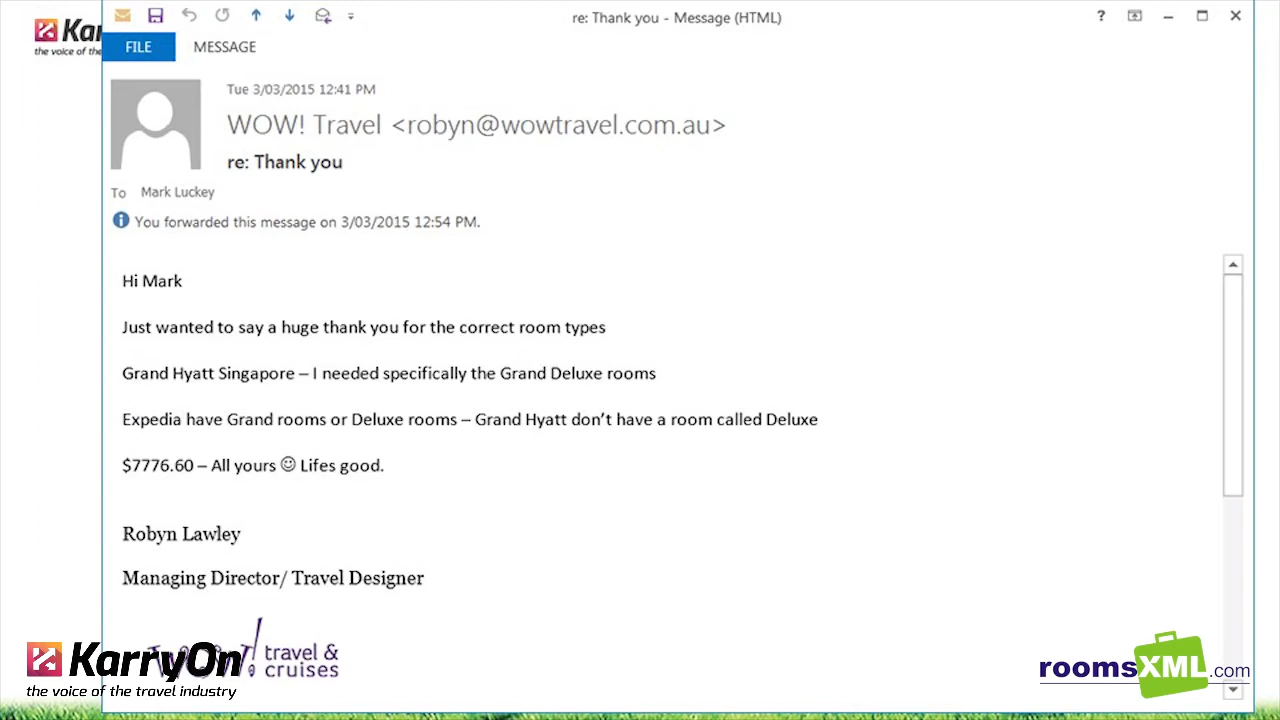 re: Thank you - Message (HTML)
?
FILE
MESSAGE
Kar
the voice of the
Tue 3/03/2015 12:41 PM
WOW! Travel <robyn@wowtravel.com.au>
re: Thank you
To Mark Luckey
You forwarded this message on 3/03/2015 12:54 PM.
Hi Mark
Just wanted to say a huge thank you for the correct room types
Grand Hyatt Singapore – I needed specifically the Grand Deluxe rooms
Expedia have Grand rooms or Deluxe rooms – Grand Hyatt don’t have a room called Deluxe
$7776.60 – All yours ☺ Lifes good.
Robyn Lawley
Managing Director/ Travel Designer
travel &
cruises
KarryOn
the voice of the travel industry
roomsXML.com